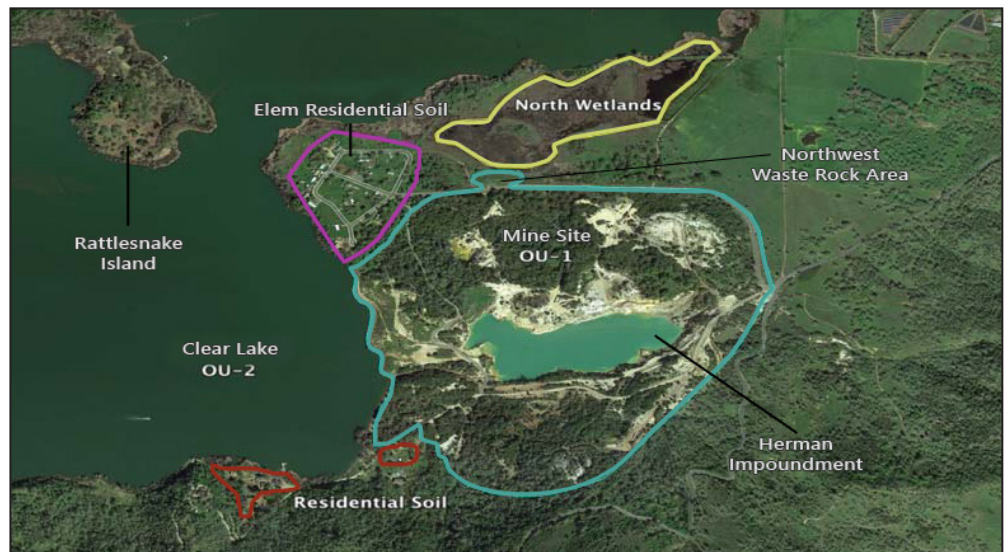 North Wetlands
Elem Residential Soil
Northwest
Waste Rock Area
Rattlesnake
Island
Mine Site
OU-1
Clear Lake
OU-2
Herman
Impoundment
Residential Soil